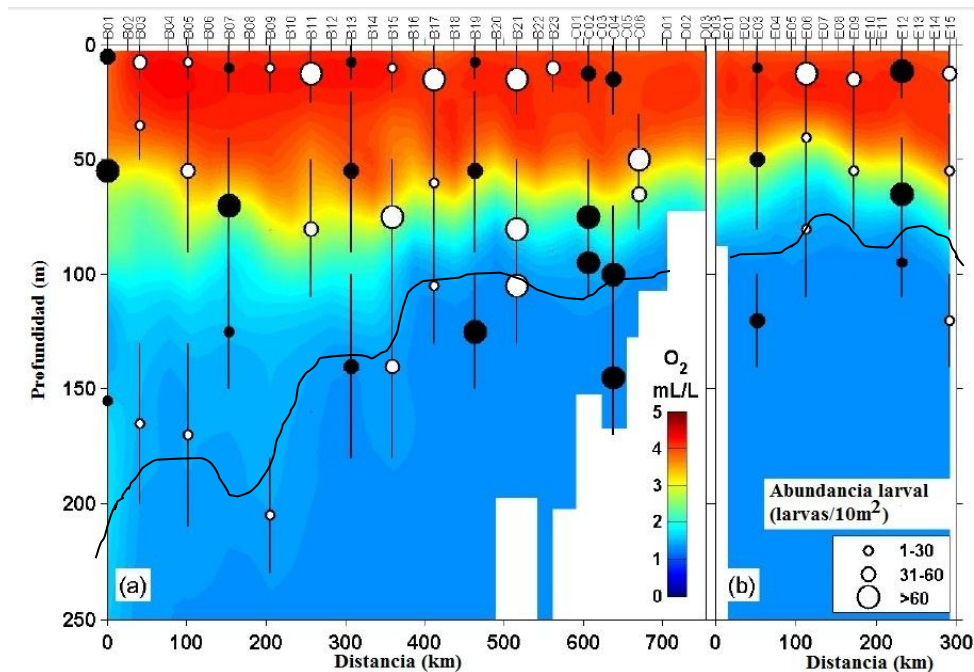 B01 B02 B03 B04 B05 B06 B07 B08 B09 B10 B11 B12 B13 B14 B15 B16 B17 B18 B19 B20 B21 B22 B23 C01 C02 C03 C04 C05 C06 D01 D02 D03
D03 E02 E03 E04 E05 E06 E07 E08 E09 E10 E11 E12 E13 E14 E15
0
50
100
150
200
250
Profundidad (m)
O2
mL/L
5
4
3
2
1
0
(a)
0 100 200 300 400 500 600 700
Distancia (km)
Abundancia larval
(larvas/10m²)
1-30
31-60
>60
(b)
0 100 200 300
Distancia (km)